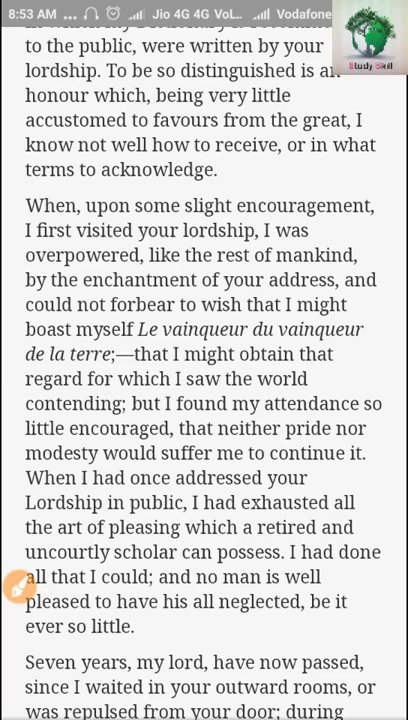 8:53 AM ... Jio 4G 4G VoL.. Vodafone
Study Skill
to the public, were written by your
lordship. To be so distinguished is an
honour which, being very little
accustomed to favours from the great, I
know not well how to receive, or in what
terms to acknowledge.
When, upon some slight encouragement,
I first visited your lordship, I was
overpowered, like the rest of mankind,
by the enchantment of your address, and
could not forbear to wish that I might
boast myself Le vainqueur du vainqueur
de la terre;—that I might obtain that
regard for which I saw the world
contending; but I found my attendance so
little encouraged, that neither pride nor
modesty would suffer me to continue it.
When I had once addressed your
Lordship in public, I had exhausted all
the art of pleasing which a retired and
uncourtly scholar can possess. I had done
all that I could; and no man is well
pleased to have his all neglected, be it
ever so little.
Seven years, my lord, have now passed,
since I waited in your outward rooms, or
was repulsed from your door; during